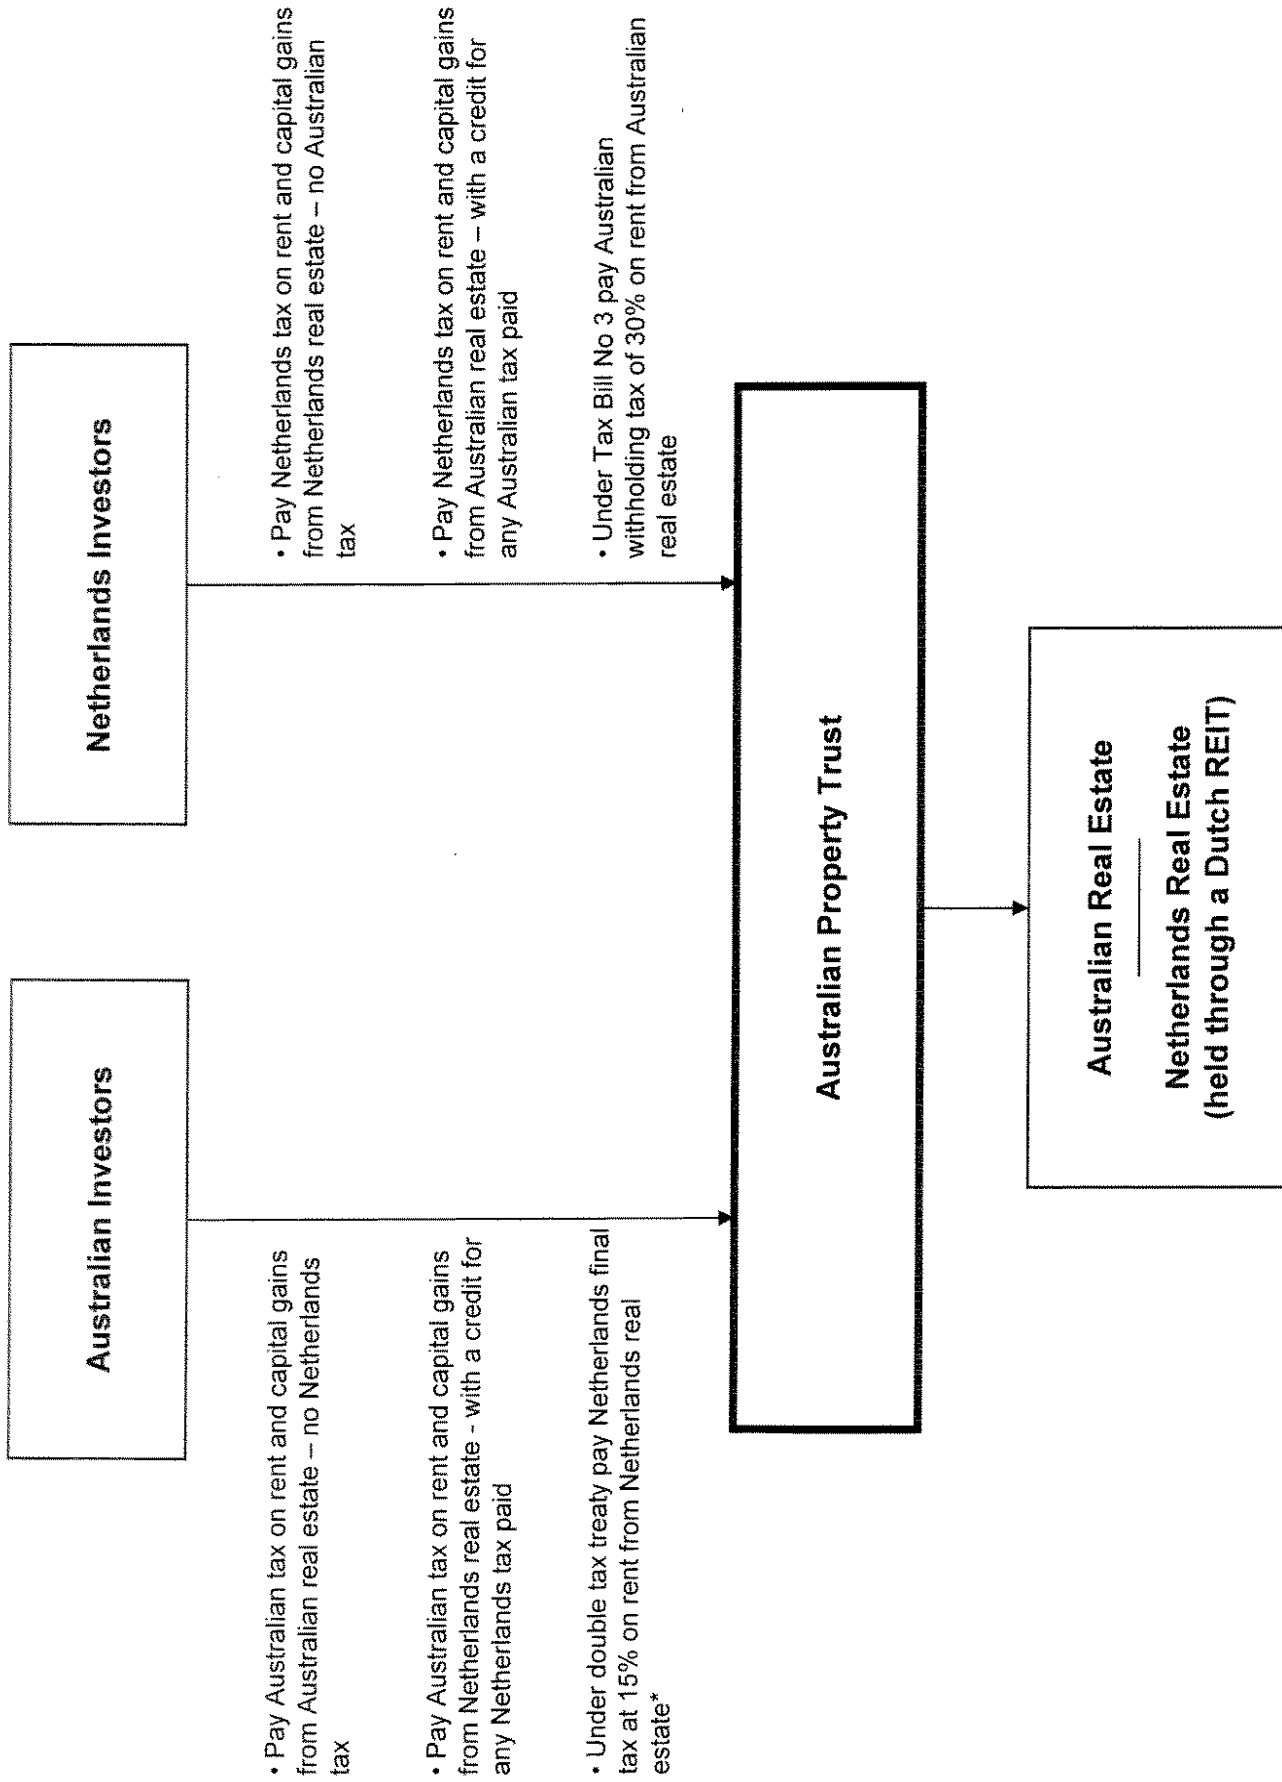 Australian Investors
Netherlands Investors
• Pay Australian tax on rent and capital gains
from Australian real estate – no Netherlands
tax
• Pay Australian tax on rent and capital gains
from Netherlands real estate - with a credit for
any Netherlands tax paid
• Under double tax treaty pay Netherlands final
tax at 15% on rent from Netherlands real
estate*
• Pay Netherlands tax on rent and capital gains
from Netherlands real estate – no Australian
tax
• Pay Netherlands tax on rent and capital gains
from Australian real estate – with a credit for
any Australian tax paid
• Under Tax Bill No 3 pay Australian
withholding tax of 30% on rent from Australian
real estate
Australian Property Trust
Australian Real Estate
Netherlands Real Estate
(held through a Dutch REIT)